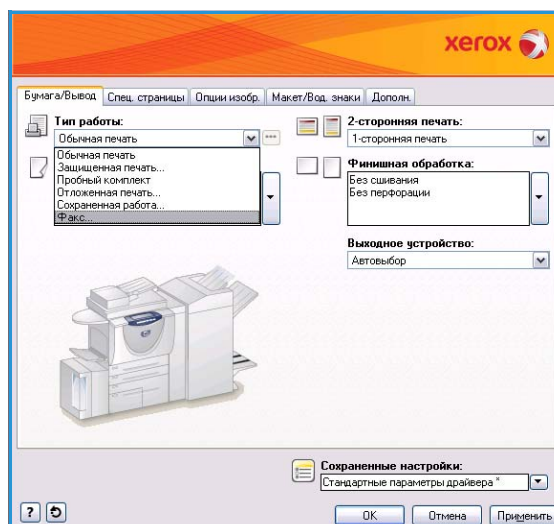 xerox
Бумага/Вывод Спец. страницы Опции изобр. Макет/Вод. знаки Дополн.
Тип работы:
Обычная печать
Обычная печать
Защищенная печать...
Пробный комплект
Отложенная печать...
Сохраненная работа...
Факс...
2-сторонняя печать:
1-сторонняя печать
Финишная обработка:
Без сшивания
Без перфорации
Выходное устройство:
Автовыбор
Сохраненные настройки:
Стандартные параметры драйвера *
? OK Отмена Применить